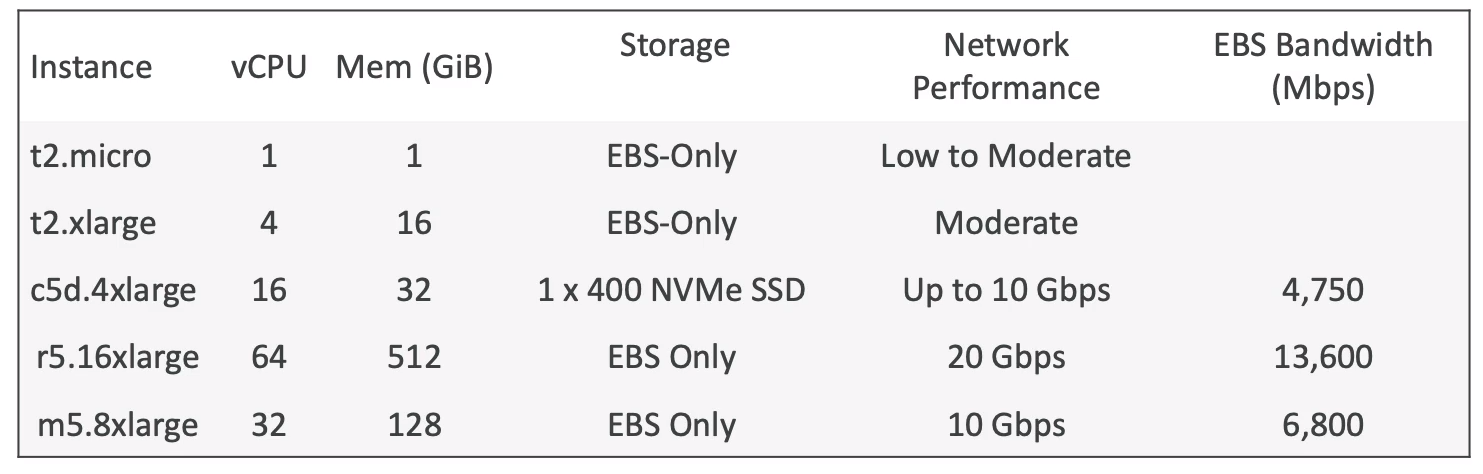 Instance vCPU Mem (GiB) Storage Network Performance EBS Bandwidth (Mbps)
t2.micro 1 1 EBS-Only Low to Moderate
t2.xlarge 4 16 EBS-Only Moderate
c5d.4xlarge 16 32 1 x 400 NVMe SSD Up to 10 Gbps 4,750
r5.16xlarge 64 512 EBS Only 20 Gbps 13,600
m5.8xlarge 32 128 EBS Only 10 Gbps 6,800